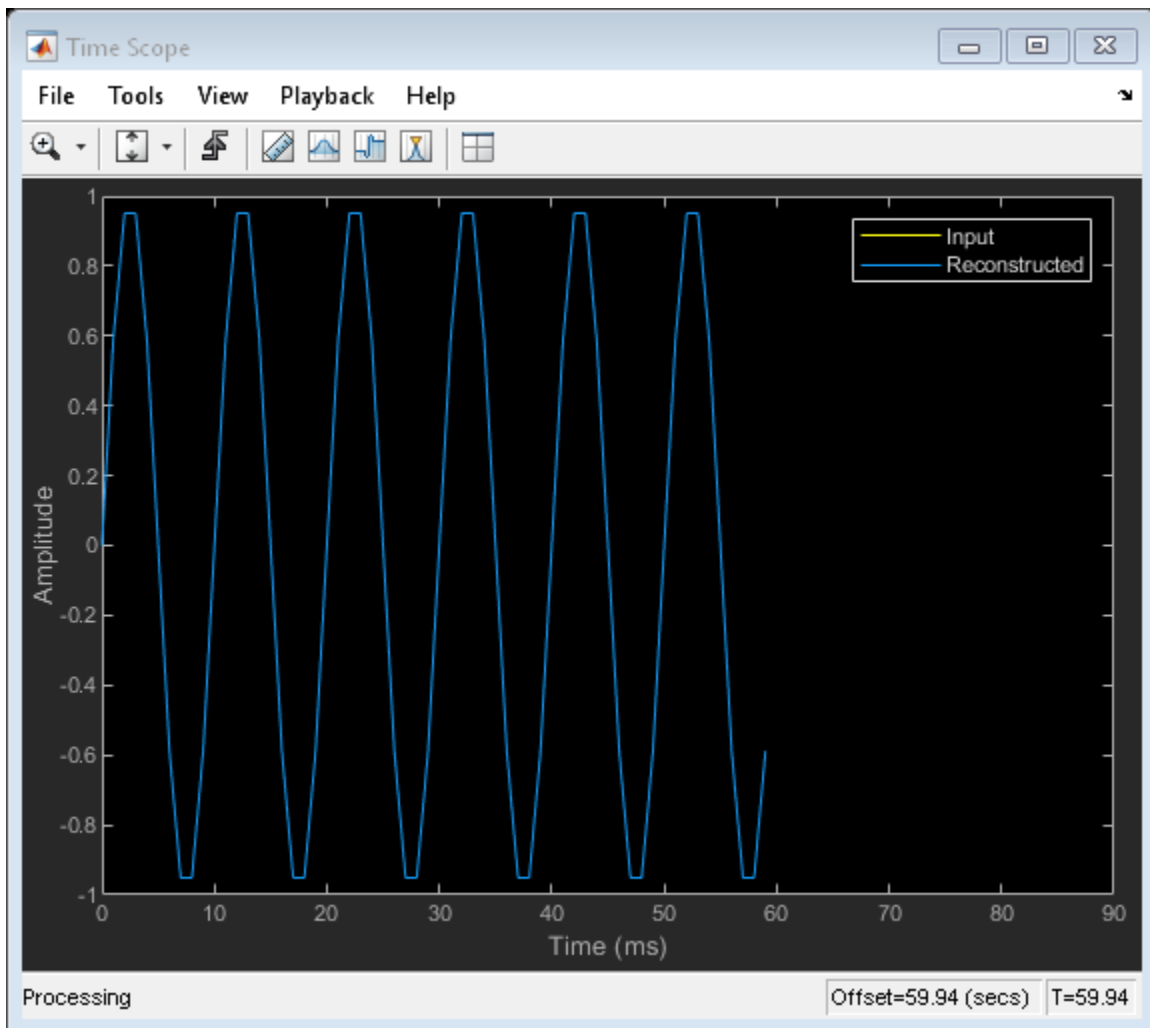 Time Scope
File Tools View Playback Help
1
0.8
0.6
0.4
0.2
0
-0.2
-0.4
-0.6
-0.8
-1
Amplitude
Input
Reconstructed
0 10 20 30 40 50 60 70 80 90
Time (ms)
Processing Offset=59.94 (secs) T=59.94